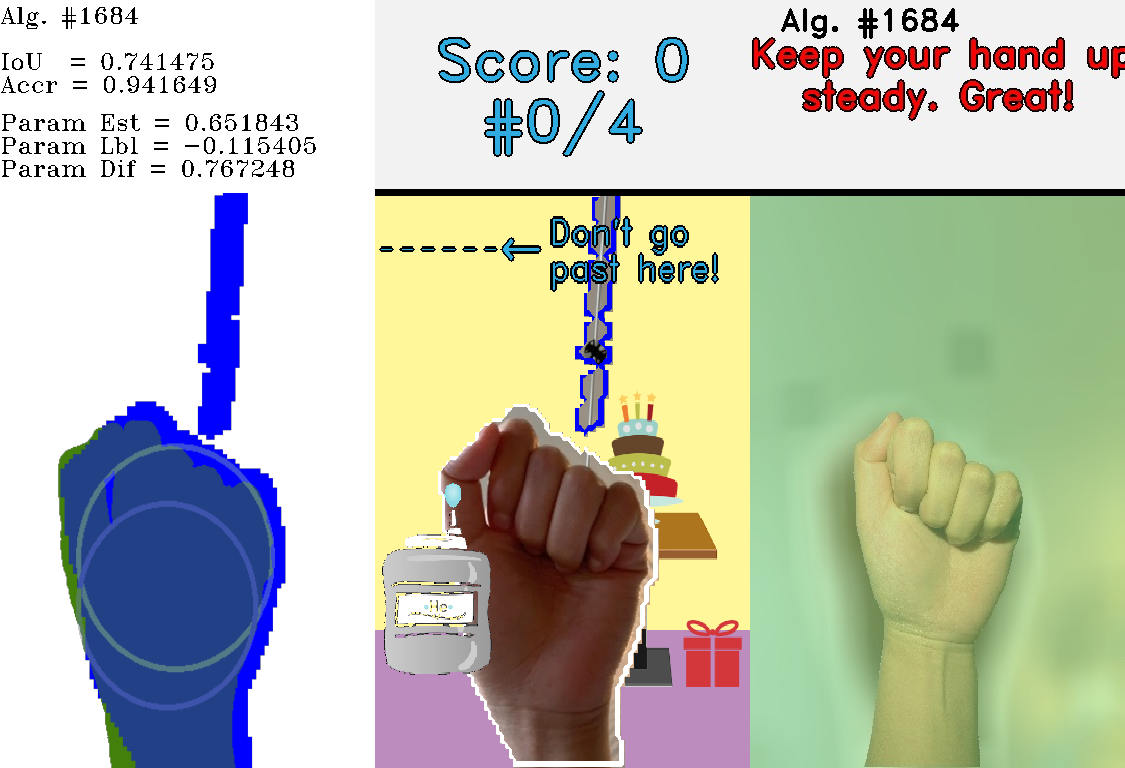 Alg. #1684
IoU = 0.741475
Accr = 0.941649
Param Est = 0.651843
Param Lbl = −0.115405
Param Dif = 0.767248
Score: 0
#0/4
Alg. #1684
Keep your hand up
steady. Great!
Don't go
past here!